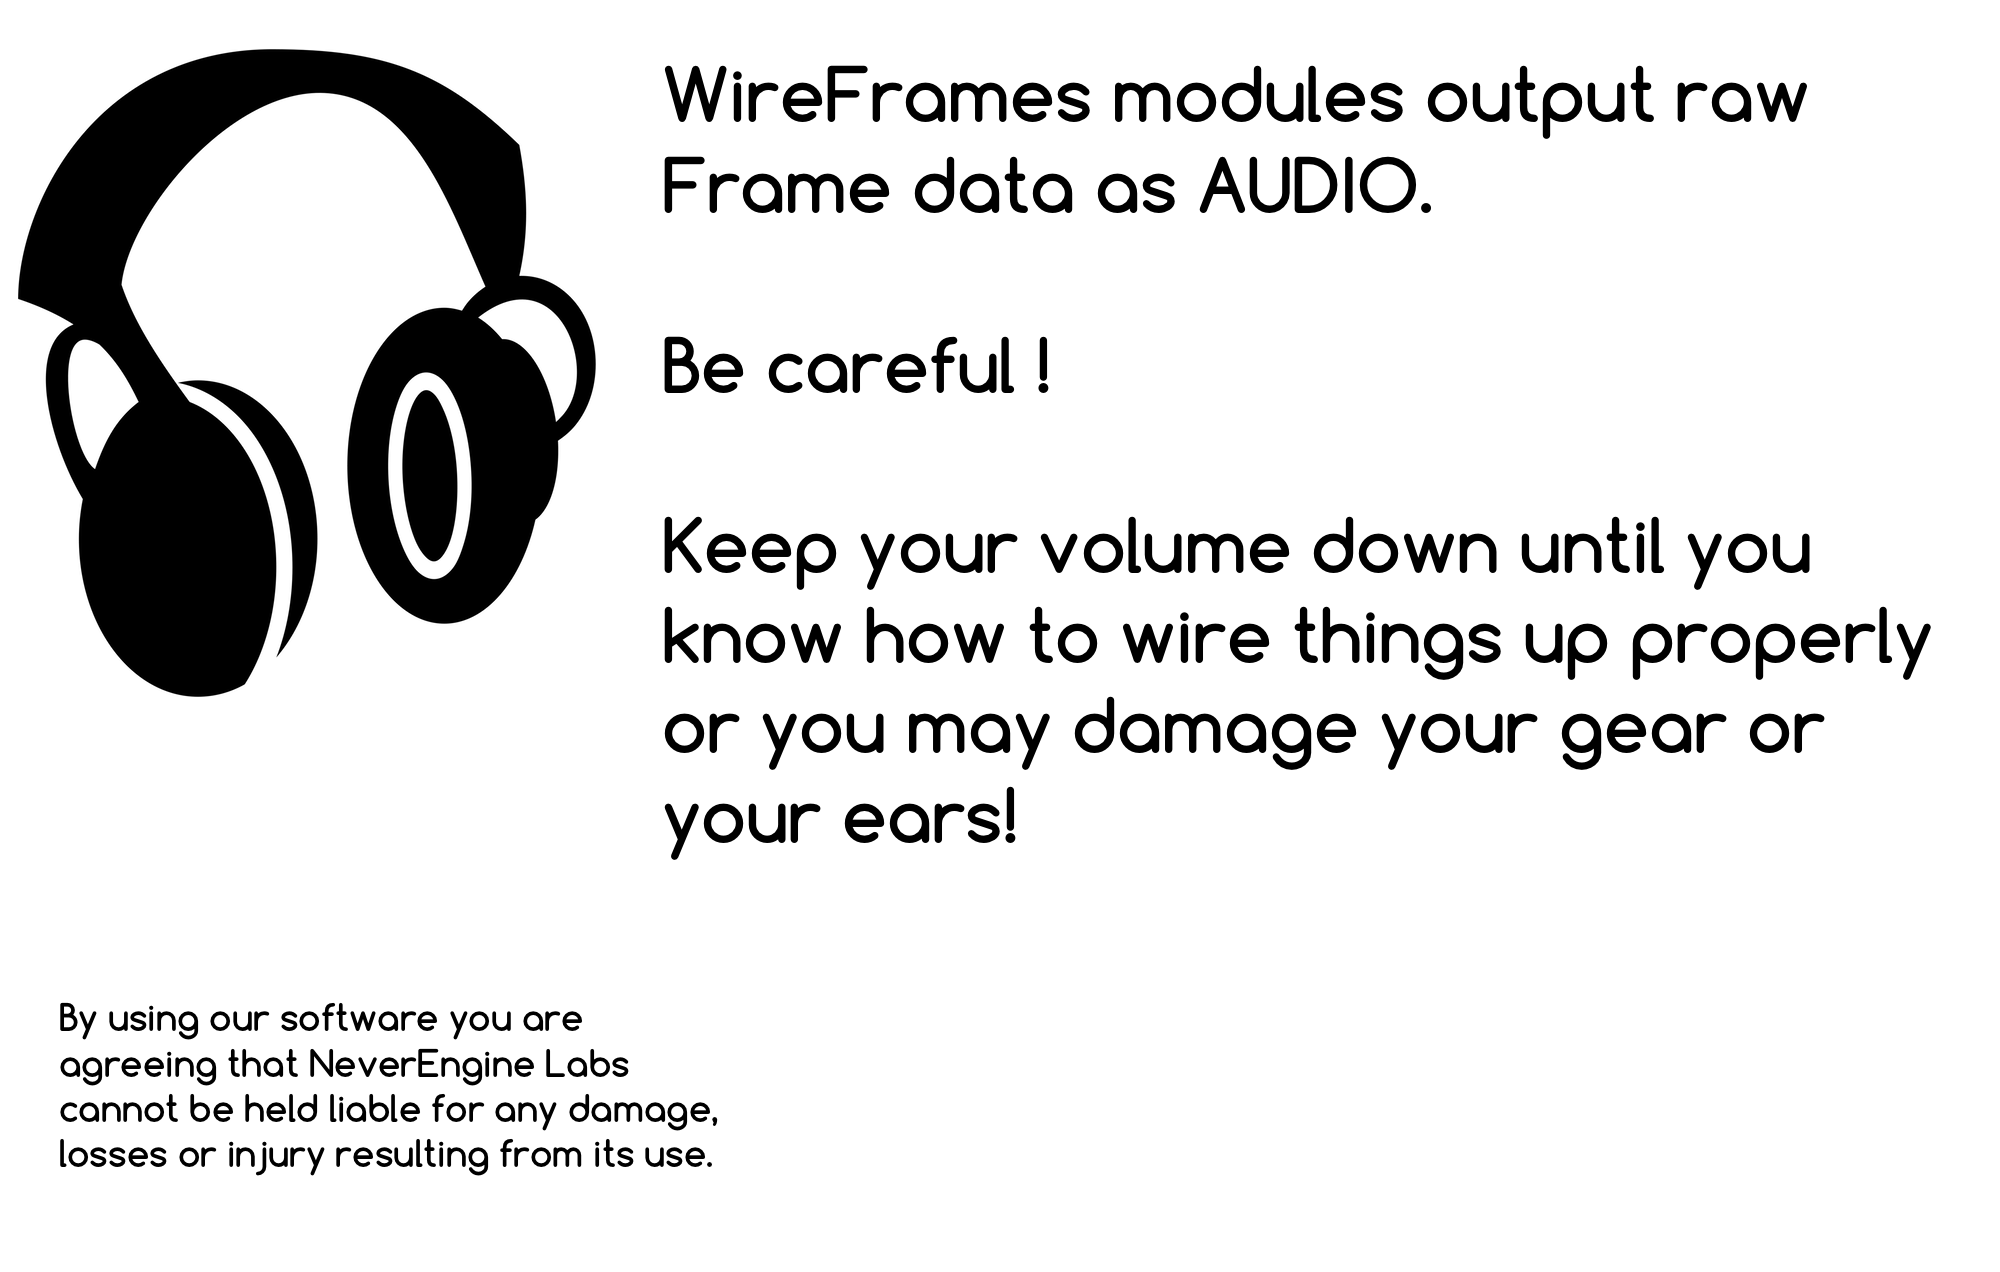 WireFrames modules output raw
Frame data as AUDIO.
Be careful !
Keep your volume down until you
know how to wire things up properly
or you may damage your gear or
your ears!
By using our software you are
agreeing that NeverEngine Labs
cannot be held liable for any damage,
losses or injury resulting from its use.